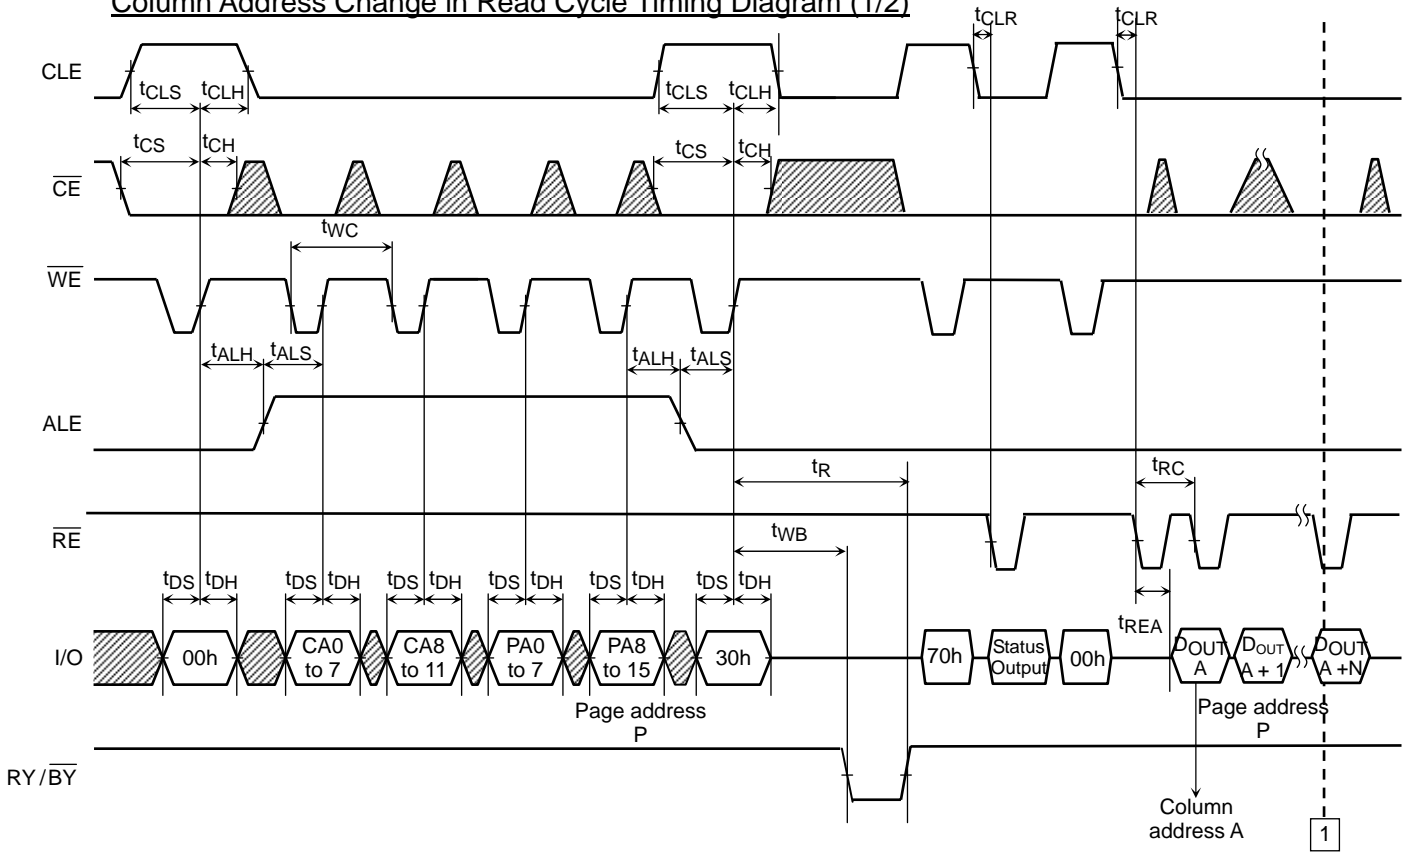 Column Address Change in Read Cycle Timing Diagram (1/2)
tCLR
tCLR
CLE
tCLS
tCLH
tCLS
tCLH
tCS
tCH
tCS
tCH
CE
tWC
WE
tALH
tALS
tALH
tALS
ALE
tR
tRC
RE
tWB
tDS
tDH
tDS
tDH
tDS
tDH
tDS
tDH
tDS
tDH
tDS
tDH
tREA
I/O
00h
CA0
to 7
CA8
to 11
PA0
to 7
PA8
to 15
30h
70h
Status
Output
00h
DOUT
A
DOUT
A + 1
DOUT
A +N
Page address
P
Page address
P
RY/BY
Column
address A
1